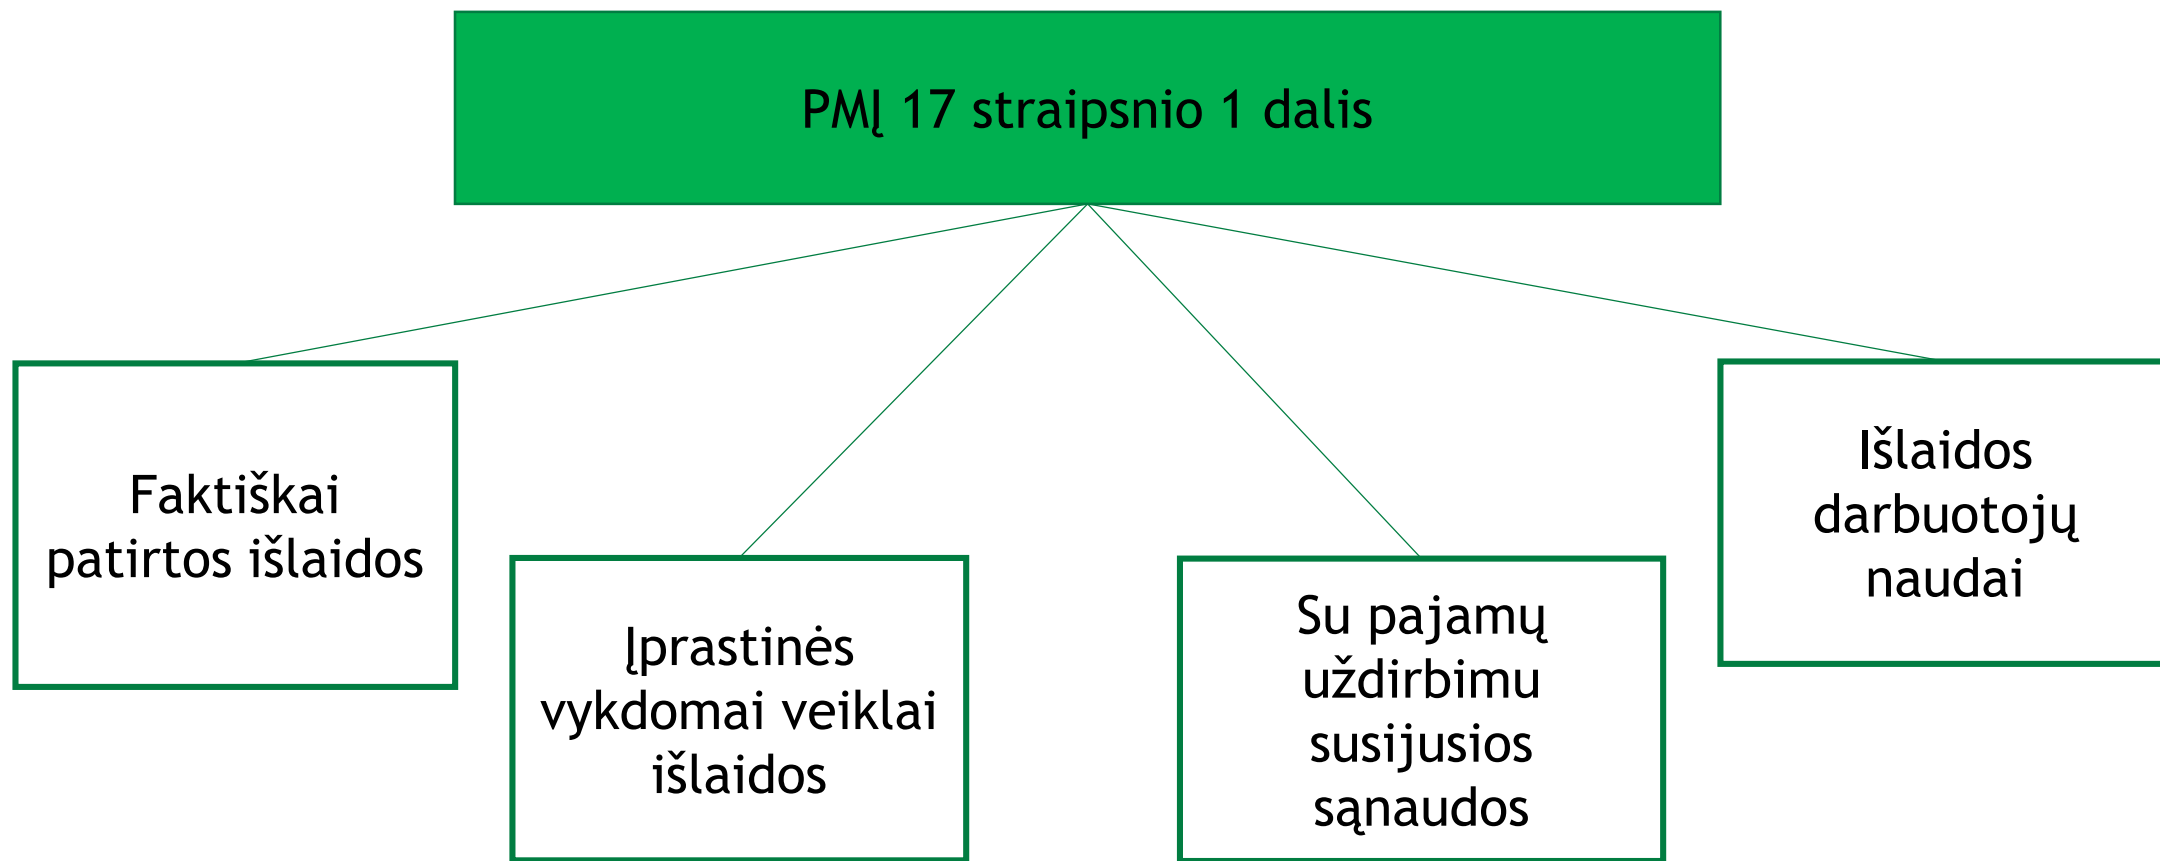 PMĮ 17 straipsnio 1 dalis
Faktiškai
patirtos išlaidos
Įprastinės
vykdomai veiklai
išlaidos
Su pajamų
uždirbimu
susijusios
sąnaudos
Išlaidos
darbuotojų
naudai